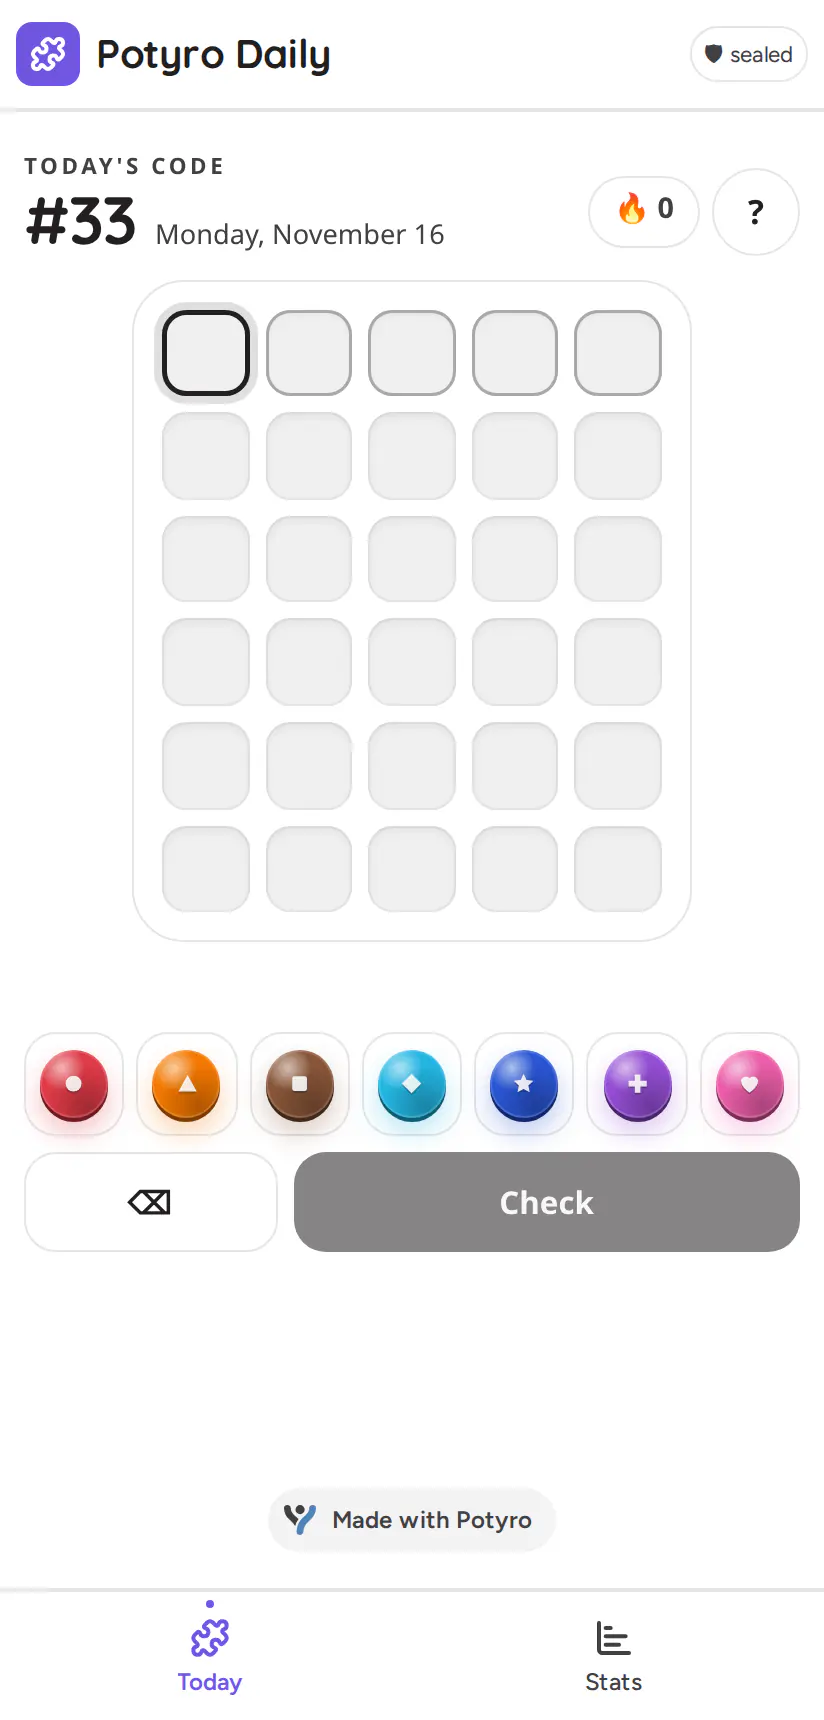 Potyro Daily
sealed
TODAY'S CODE
#33 Monday, November 16
0
?
Check
Made with Potyro
Today
Stats